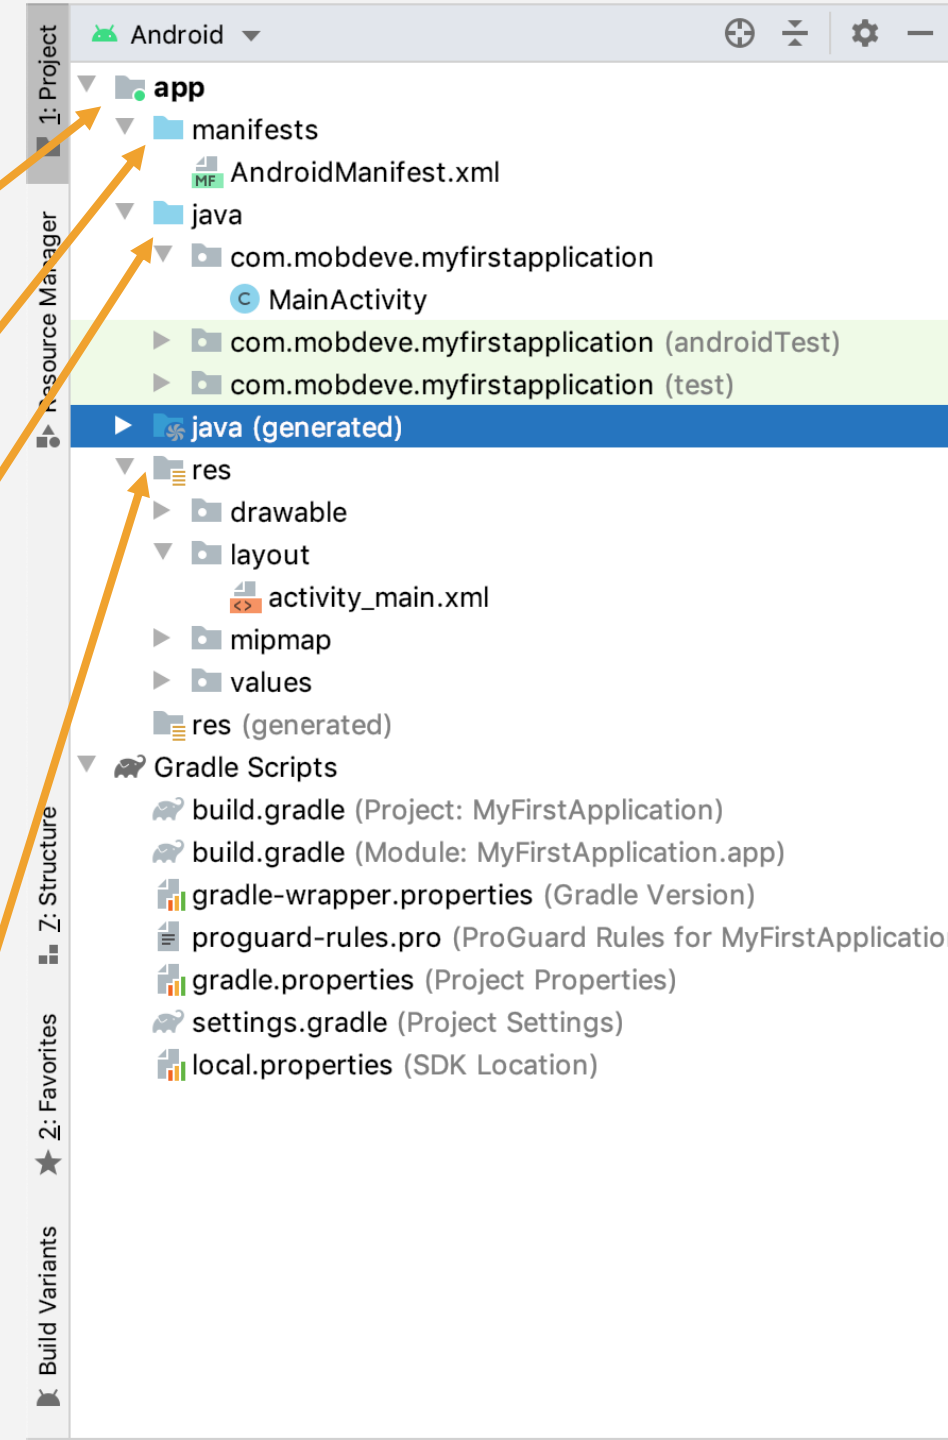 Android
app
manifests
MF
AndroidManifest.xml
java
com.mobdeve.myfirstapplication
C
MainActivity
com.mobdeve.myfirstapplication (androidTest)
com.mobdeve.myfirstapplication (test)
java (generated)
res
drawable
layout
<>
activity_main.xml
mipmap
values
res (generated)
Gradle Scripts
build.gradle (Project: MyFirstApplication)
build.gradle (Module: MyFirstApplication.app)
gradle-wrapper.properties (Gradle Version)
proguard-rules.pro (ProGuard Rules for MyFirstApplicatio
gradle.properties (Project Properties)
settings.gradle (Project Settings)
local.properties (SDK Location)
1: Project
Resource Manager
7: Structure
2: Favorites
Build Variants